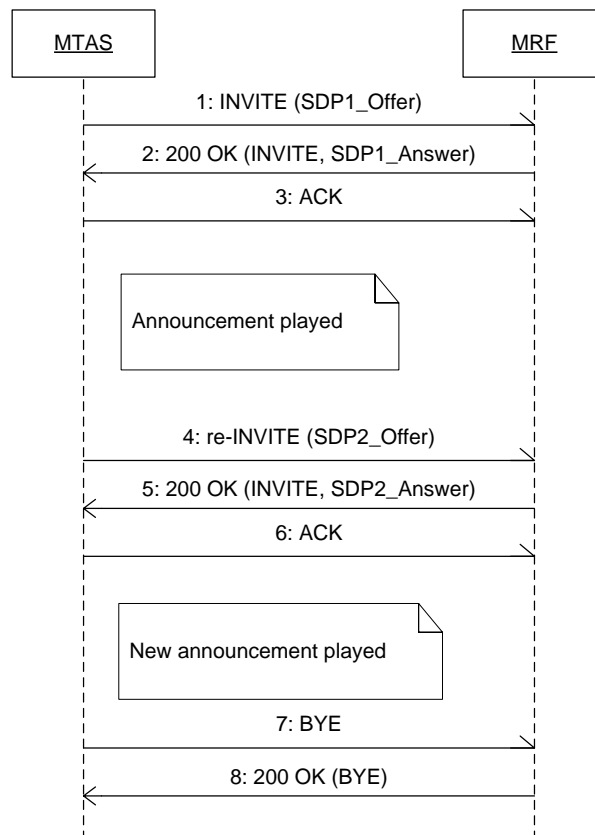 MTAS
MRF
1: INVITE (SDP1_Offer)
2: 200 OK (INVITE, SDP1_Answer)
3: ACK
Announcement played
4: re-INVITE (SDP2_Offer)
5: 200 OK (INVITE, SDP2_Answer)
6: ACK
New announcement played
7: BYE
8: 200 OK (BYE)